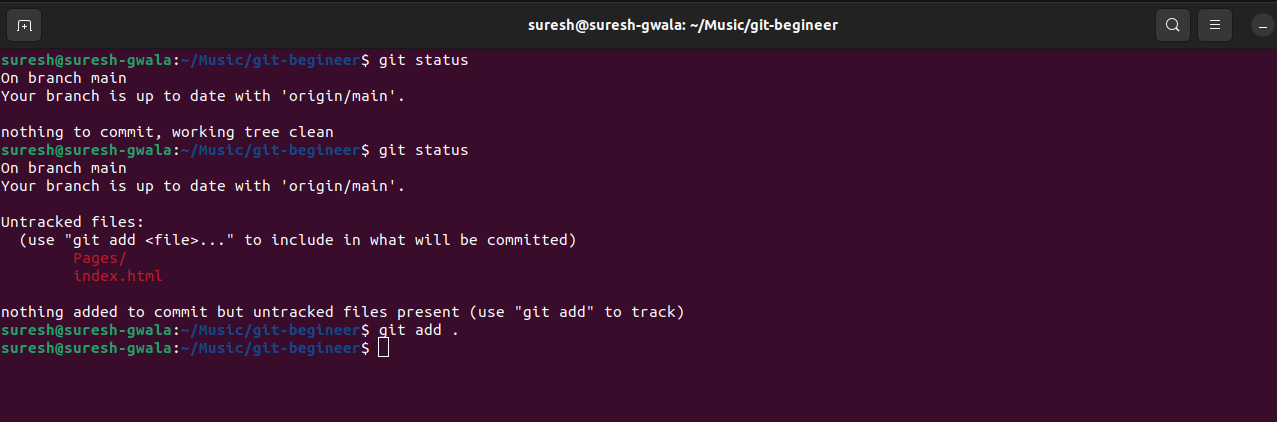 suresh@suresh-gwala: ~/Music/git-begineer
suresh@suresh-gwala:~/Music/git-begineer$ git status
On branch main
Your branch is up to date with 'origin/main'.
nothing to commit, working tree clean
suresh@suresh-gwala:~/Music/git-begineer$ git status
On branch main
Your branch is up to date with 'origin/main'.
Untracked files:
  (use "git add <file>..." to include in what will be committed)
        Pages/
        index.html
nothing added to commit but untracked files present (use "git add" to track)
suresh@suresh-gwala:~/Music/git-begineer$ git add .
suresh@suresh-gwala:~/Music/git-begineer$